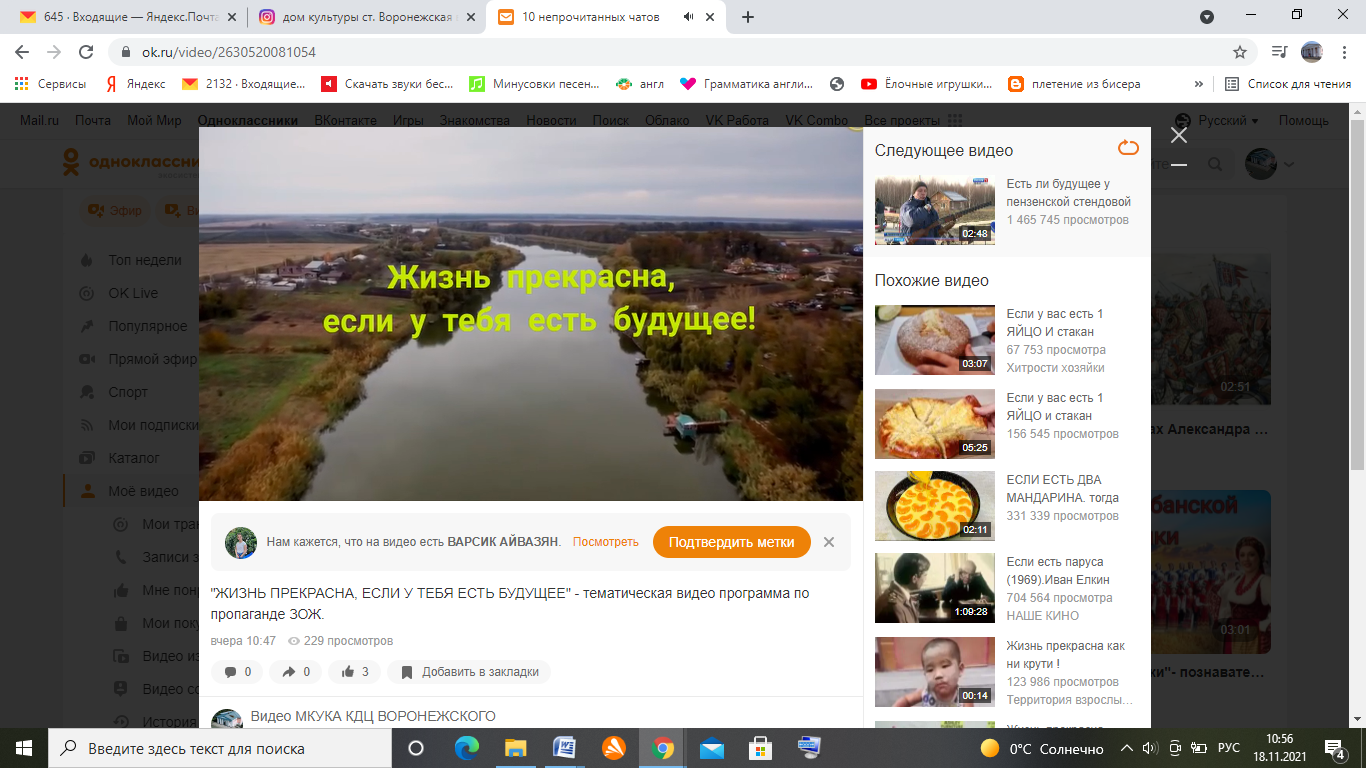 645 · Входящие — Яндекс.Почта
дом культуры ст. Воронежская
10 непрочитанных чатов
ok.ru/video/2630520081054
Сервисы
Яндекс
2132 · Входящие...
Скачать звуки бес...
Минусовки песен...
англ
Грамматика англи...
Ёлочные игрушки...
плетение из бисера
»
Список для чтения
Mail.ru Почта Мой Мир Одноклассники ВКонтакте Игры Знакомства Новости Поиск Облако VK Работа VK Combo Все проекты
Русский
Помощь
одноклассни
Эфир
Топ недели
OK Live
Популярное
Прямой эфир
Спорт
Мои подписки
Каталог
Моё видео
Мои тран
Записи э
Мне понр
Мои поку
Видео из
Видео со
История
Жизнь прекрасна,
если у тебя есть будущее!
Нам кажется, что на видео есть ВАРСИК АЙВАЗЯН.
Посмотреть
Подтвердить метки
"ЖИЗНЬ ПРЕКРАСНА, ЕСЛИ У ТЕБЯ ЕСТЬ БУДУЩЕЕ" - тематическая видео программа по
пропаганде ЗОЖ.
вчера 10:47
229 просмотров
0
0
3
Добавить в закладки
Видео МКУКА КДЦ ВОРОНЕЖСКОГО
Следующее видео
02:48
Есть ли будущее у
пензенской стендовой
1 465 745 просмотров
Похожие видео
03:07
Если у вас есть 1
ЯЙЦО И стакан
67 753 просмотра
Хитрости хозяйки
05:25
Если у вас есть 1
ЯЙЦО и стакан
156 545 просмотров
02:11
ЕСЛИ ЕСТЬ ДВА
МАНДАРИНА. тогда
331 339 просмотров
1:09:28
Если есть паруса
(1969).Иван Елкин
704 564 просмотра
НАШЕ КИНО
00:14
Жизнь прекрасна как
ни крути !
123 986 просмотров
Территория взрослы...
02:51
ах Александра ...
банской
03:01
ки"- познавате...
Введите здесь текст для поиска
0°C Солнечно
РУС
10:56
18.11.2021
4